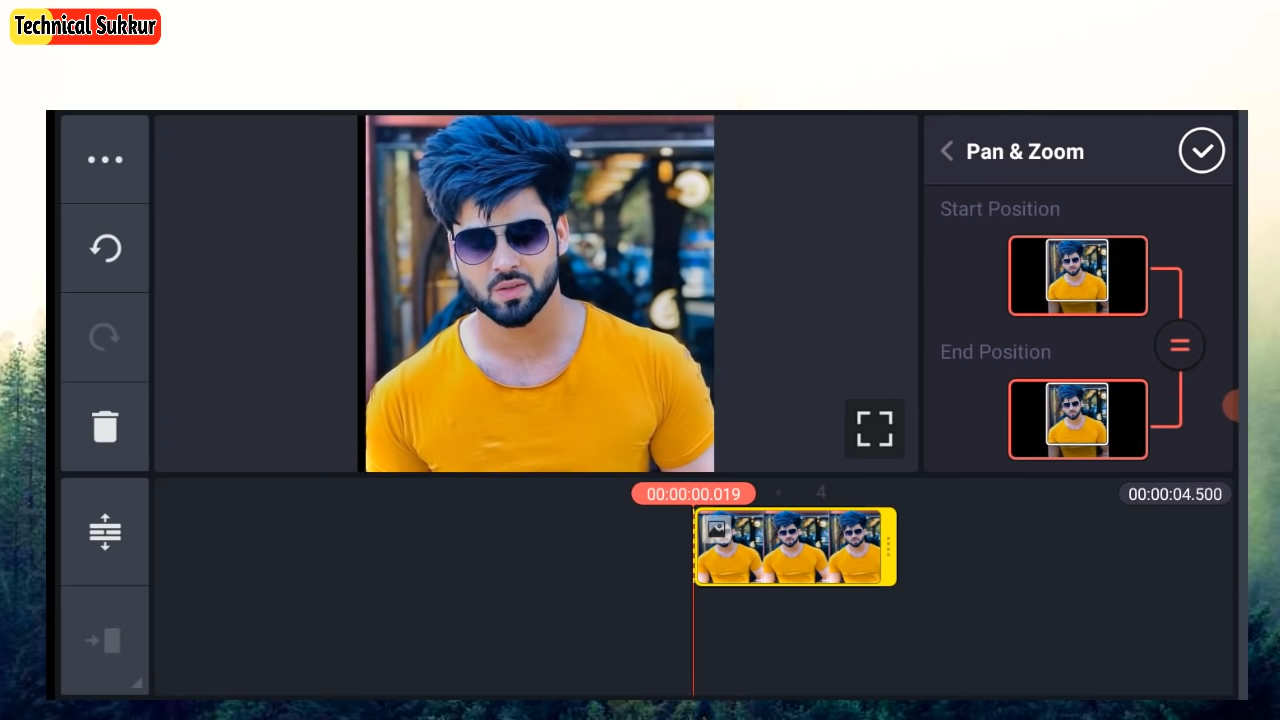 Technical Sukkur
Pan & Zoom
Start Position
End Position
00:00:00.019
4
00:00:04.500